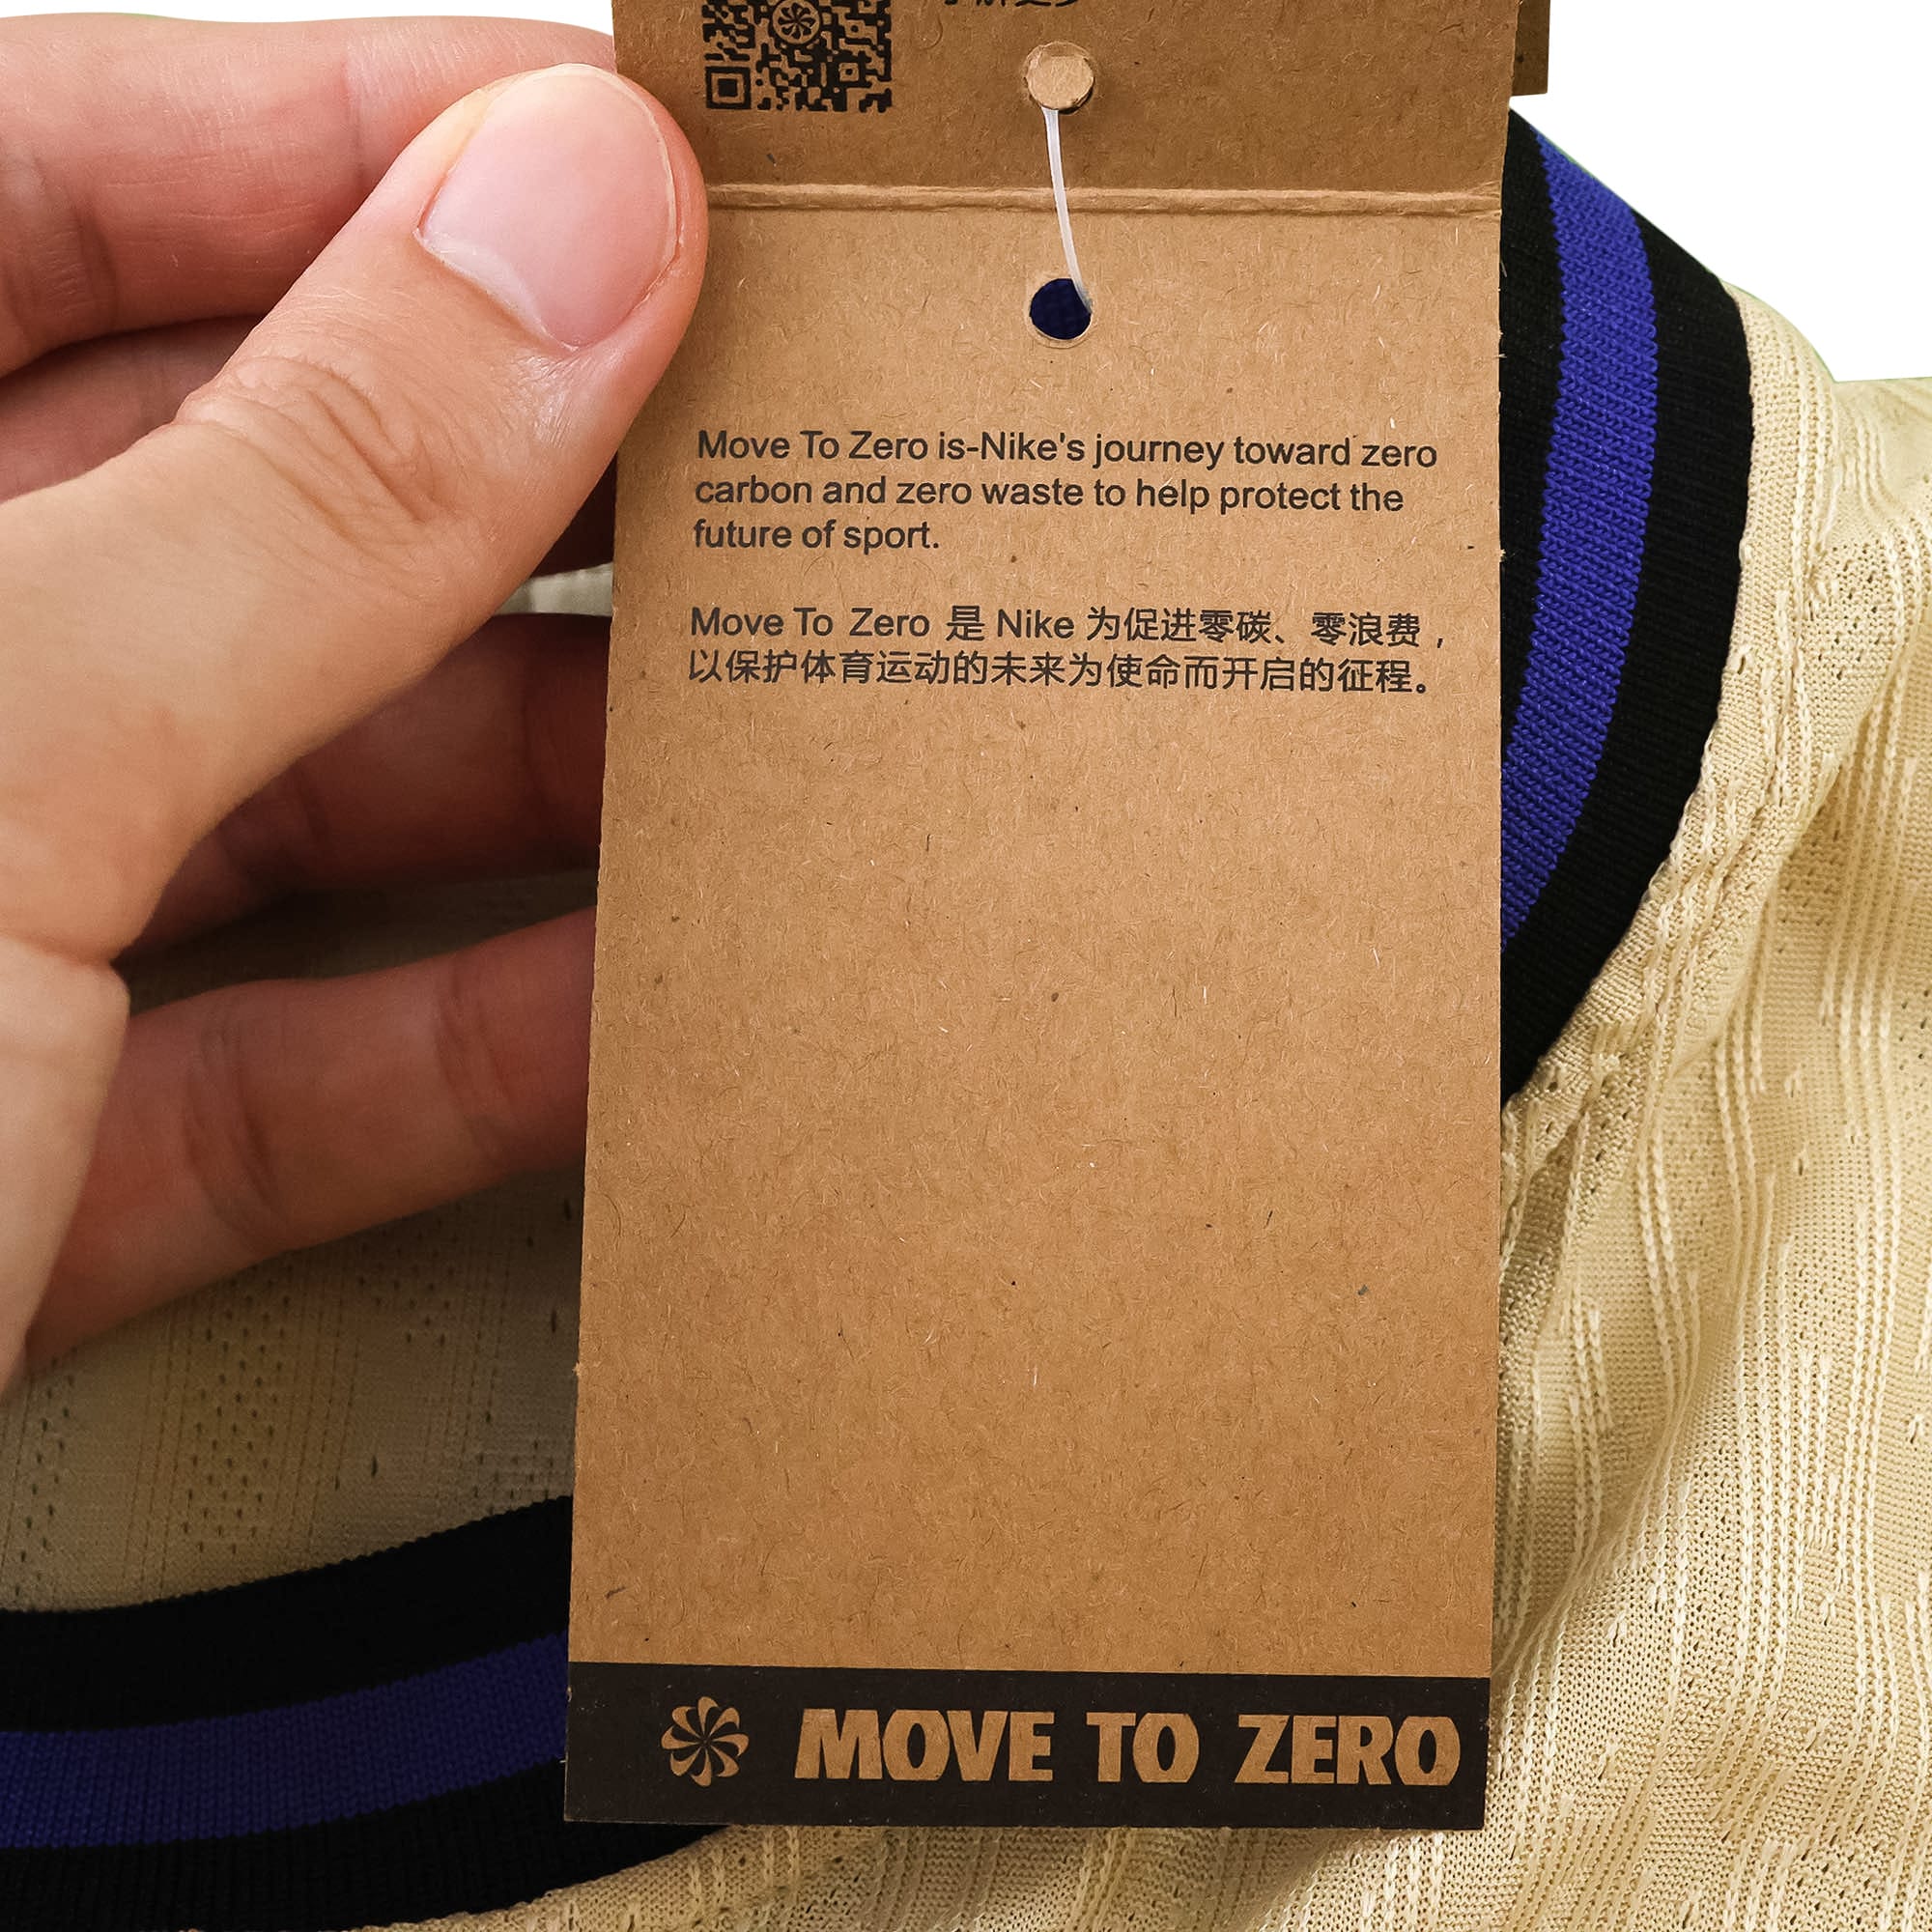 Move To Zero is-Nike's journey toward zero
carbon and zero waste to help protect the
future of sport.
Move To Zero 是 Nike 为促进零碳、零浪费，
以保护体育运动的未来为使命而开启的征程。
MOVE TO ZERO